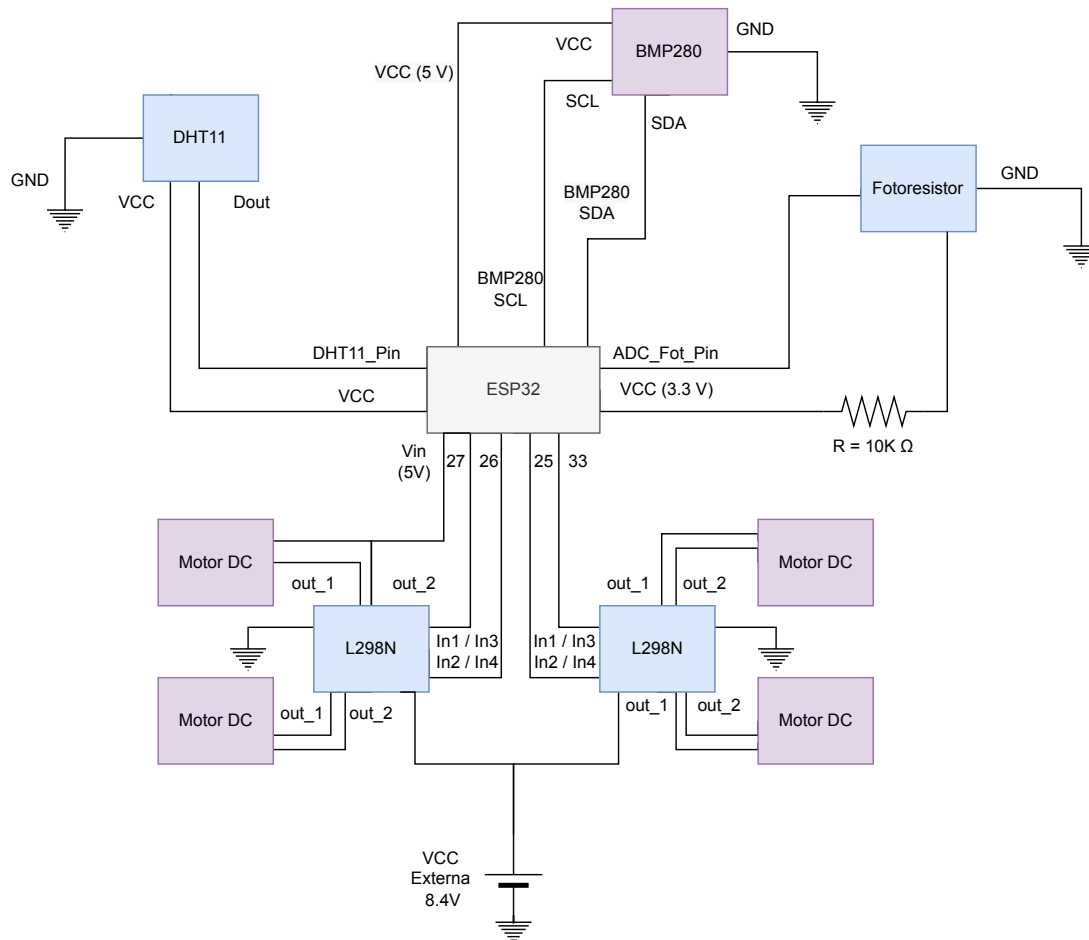 BMP280
GND
VCC
VCC (5 V)
SCL
SDA
DHT11
GND
VCC
Dout
Fotoresistor
GND
BMP280
SDA
BMP280
SCL
DHT11_Pin
ADC_Fot_Pin
ESP32
VCC
VCC (3.3 V)
R = 10K Ω
Vin
(5V)
27
26
25
33
Motor DC
out_1
out_2
L298N
In1 / In3
In2 / In4
Motor DC
out_1
out_2
Motor DC
out_1
out_2
In1 / In3
In2 / In4
L298N
out_1
out_2
Motor DC
VCC
Externa
8.4V